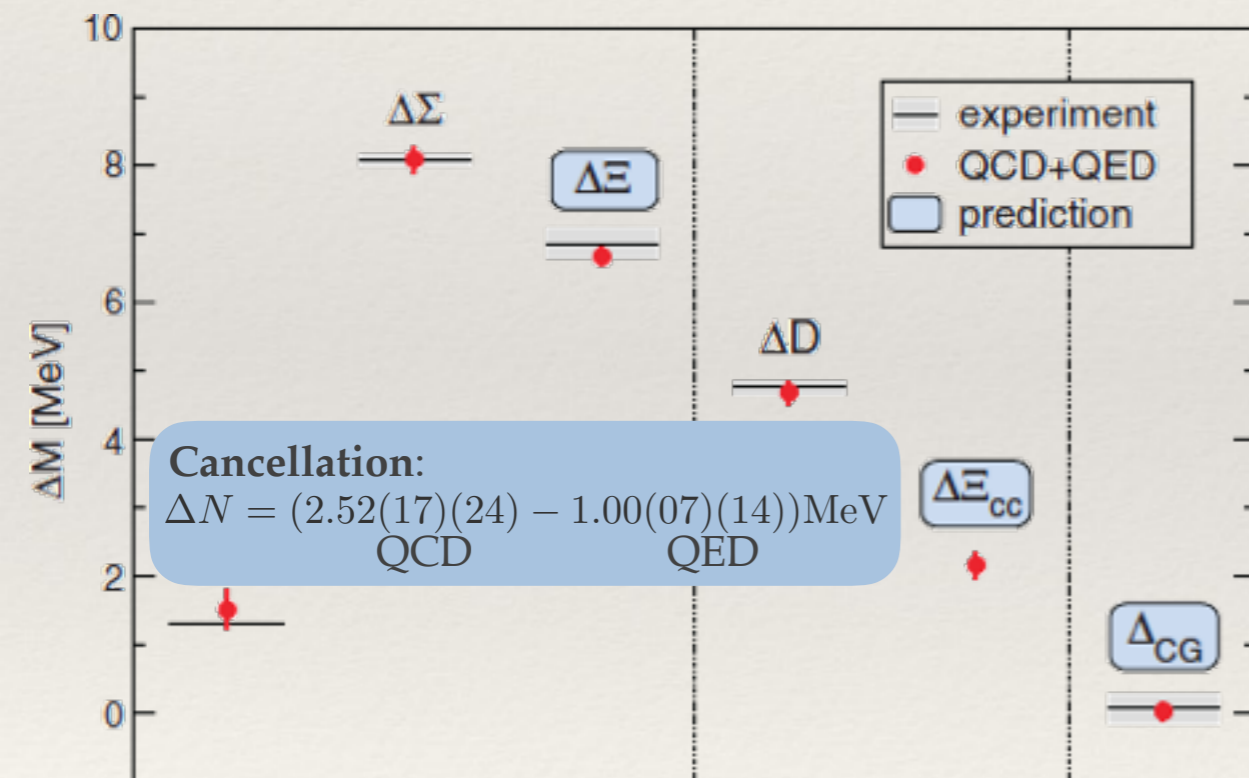 10
8
6
4
2
0
ΔM [MeV]
ΔΣ
ΔΞ
experiment
QCD+QED
prediction
ΔD
Cancellation:
ΔN = (2.52(17)(24) − 1.00(07)(14))MeV
QCD QED
ΔΞcc
ΔCG